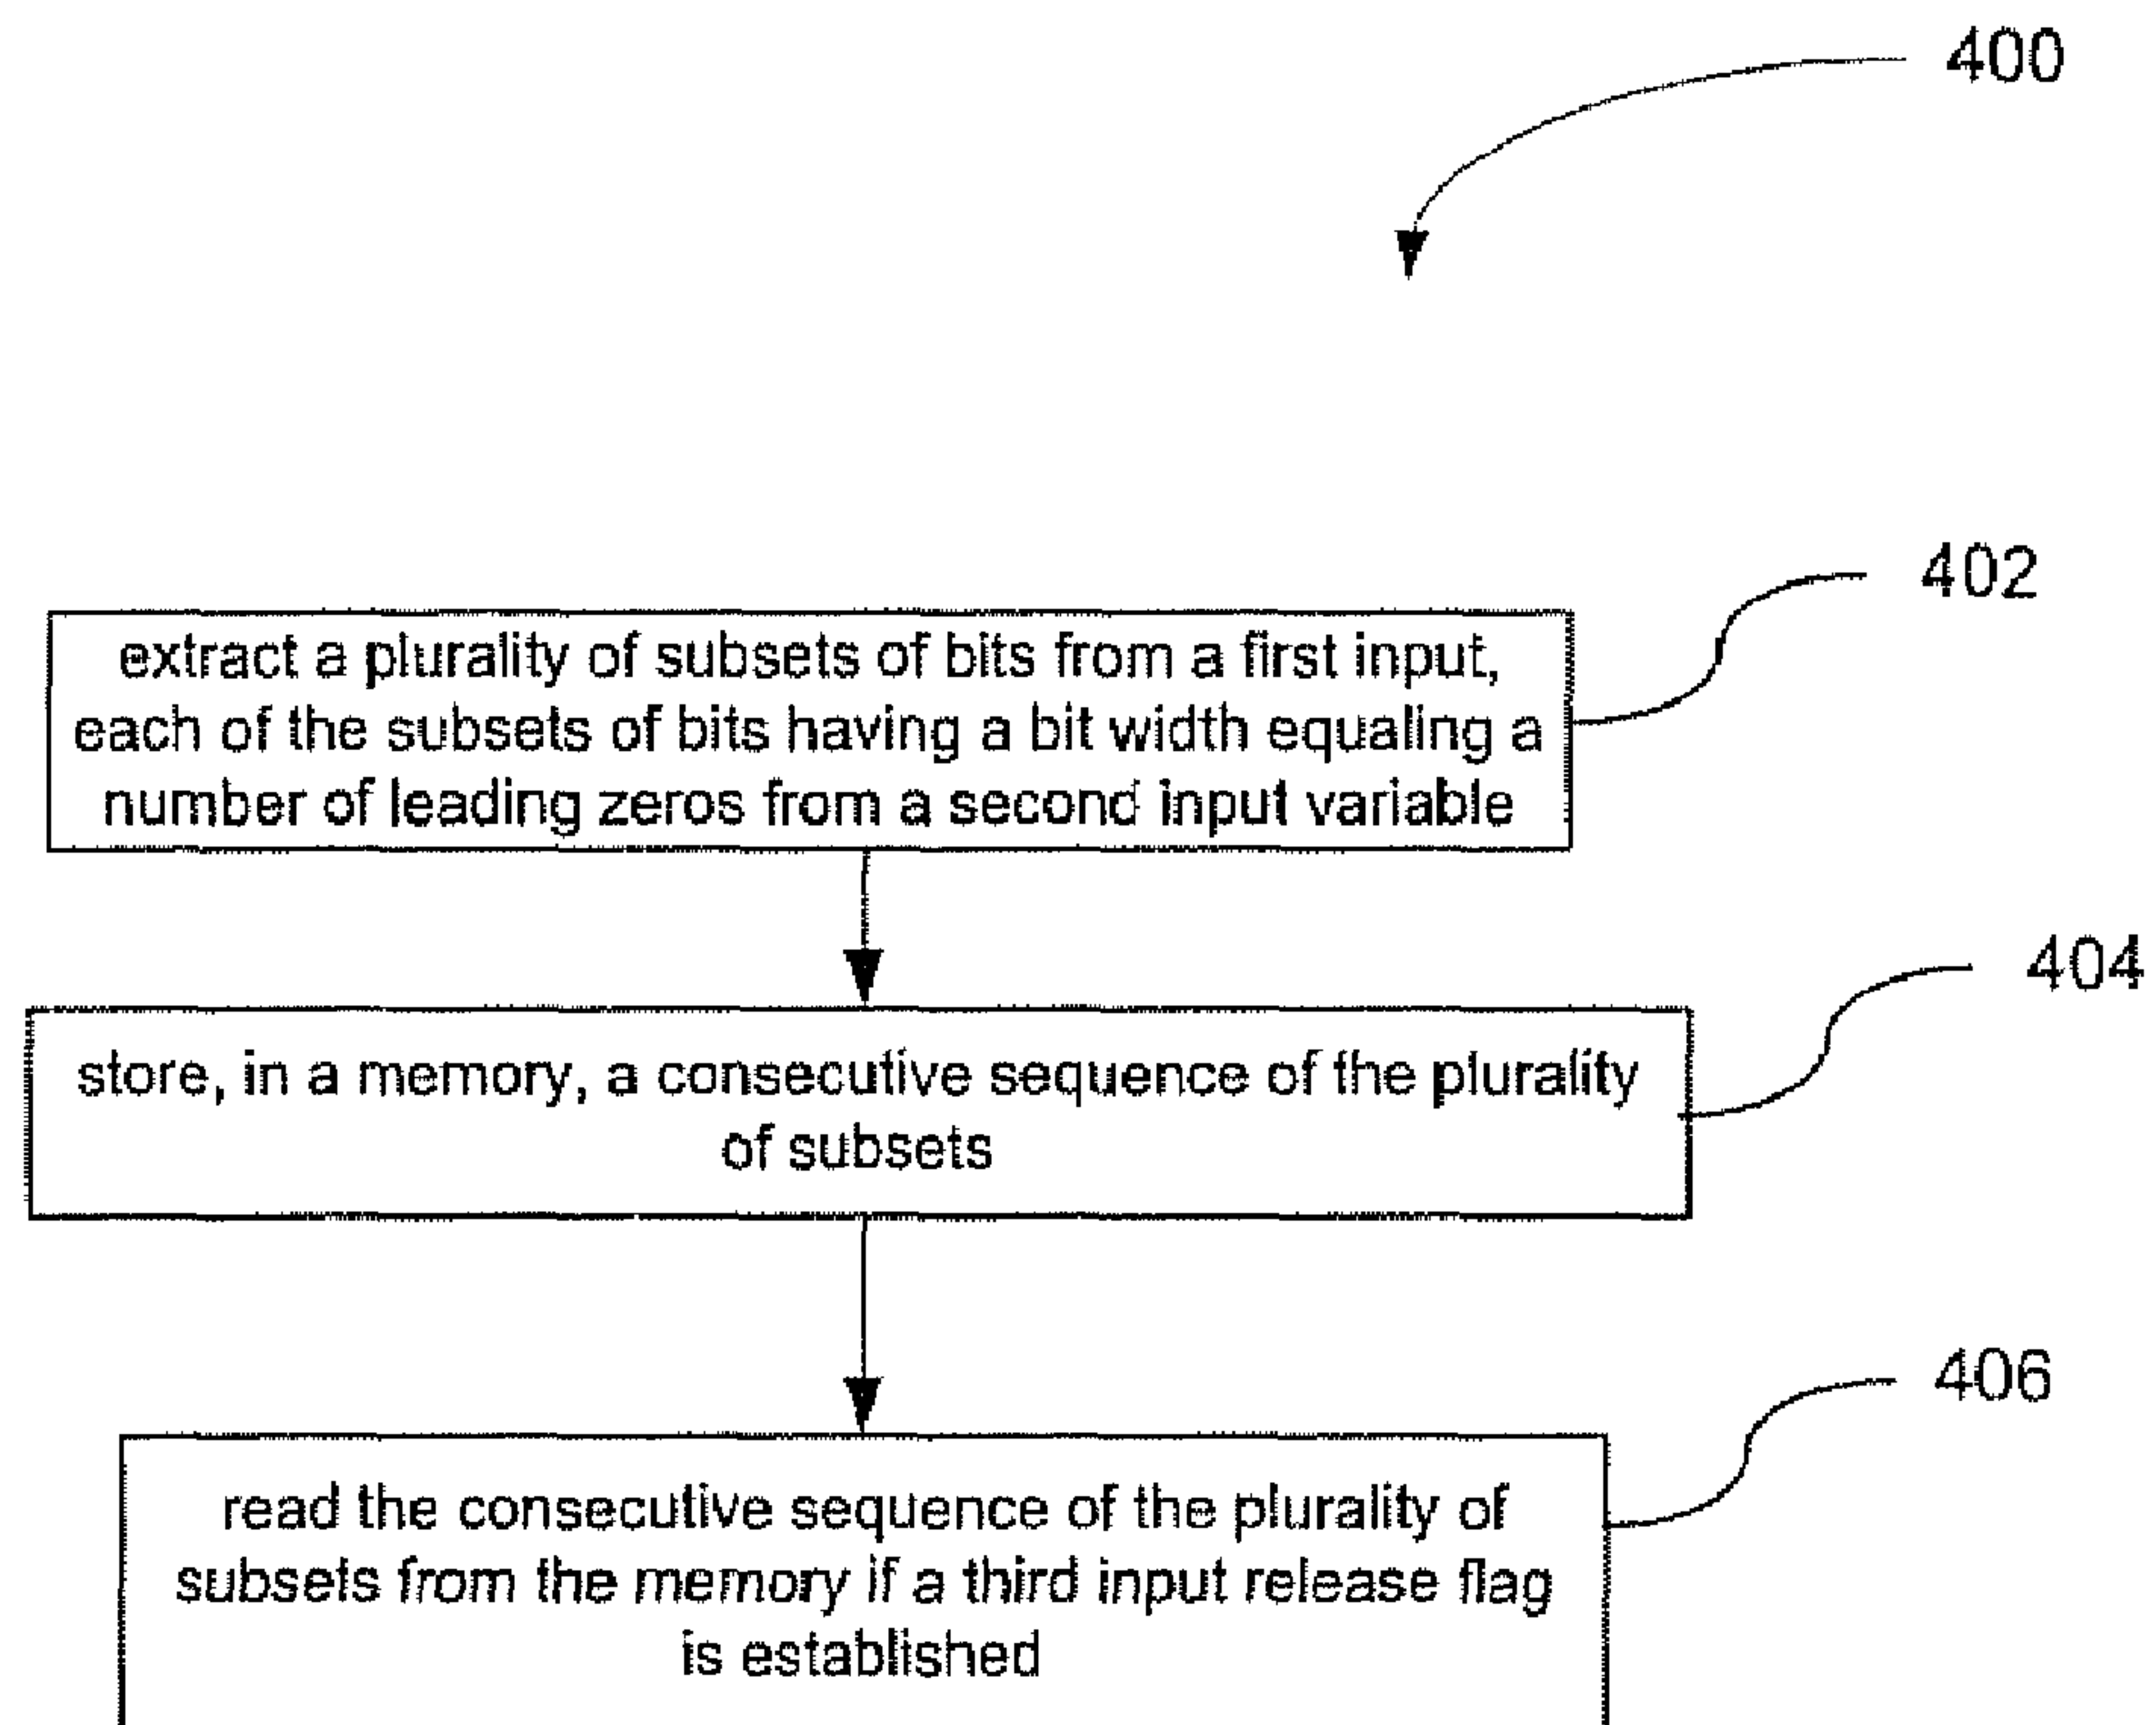 400
402
extract a plurality of subsets of bits from a first input,
each of the subsets of bits having a bit width equaling a
number of leading zeros from a second input variable
404
store, in a memory, a consecutive sequence of the plurality
of subsets
406
read the consecutive sequence of the plurality of
subsets from the memory if a third input release flag
is established